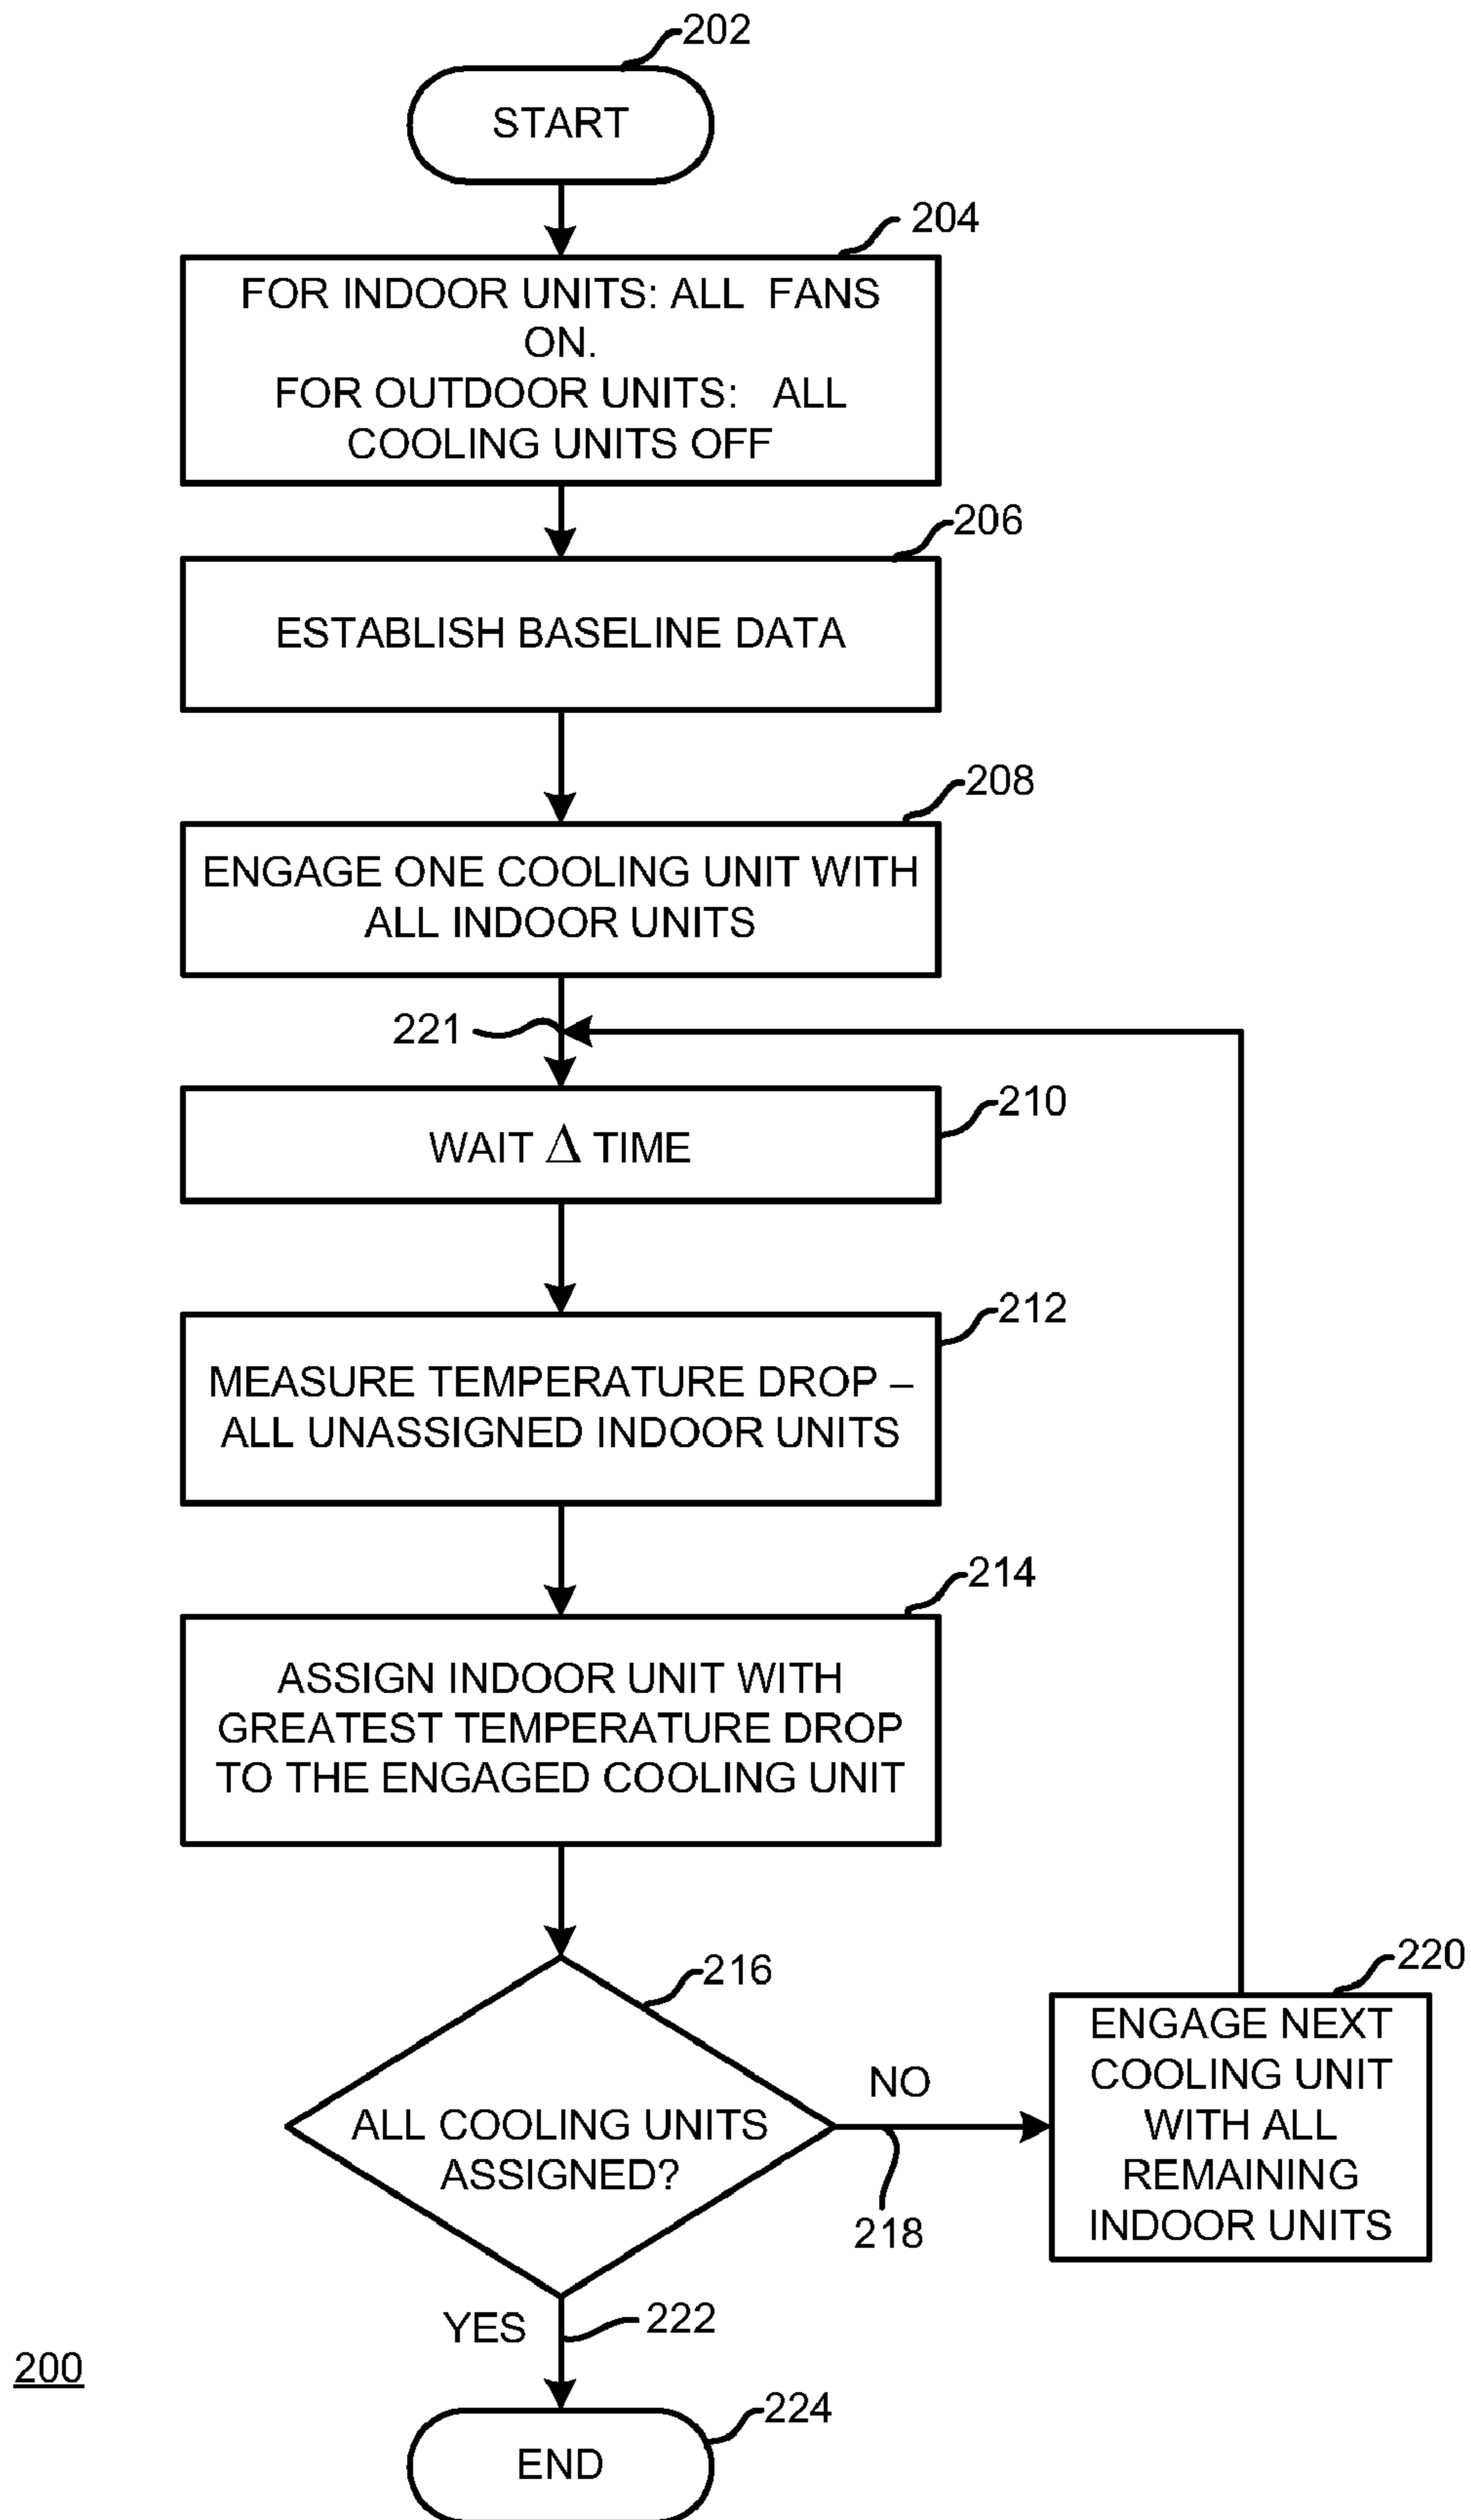 202
START
204
FOR INDOOR UNITS: ALL FANS
ON.
FOR OUTDOOR UNITS: ALL
COOLING UNITS OFF
206
ESTABLISH BASELINE DATA
208
ENGAGE ONE COOLING UNIT WITH
ALL INDOOR UNITS
221
210
WAIT Δ TIME
212
MEASURE TEMPERATURE DROP –
ALL UNASSIGNED INDOOR UNITS
214
ASSIGN INDOOR UNIT WITH
GREATEST TEMPERATURE DROP
TO THE ENGAGED COOLING UNIT
216
ALL COOLING UNITS
ASSIGNED?
NO
218
220
ENGAGE NEXT
COOLING UNIT
WITH ALL
REMAINING
INDOOR UNITS
YES
222
200
224
END